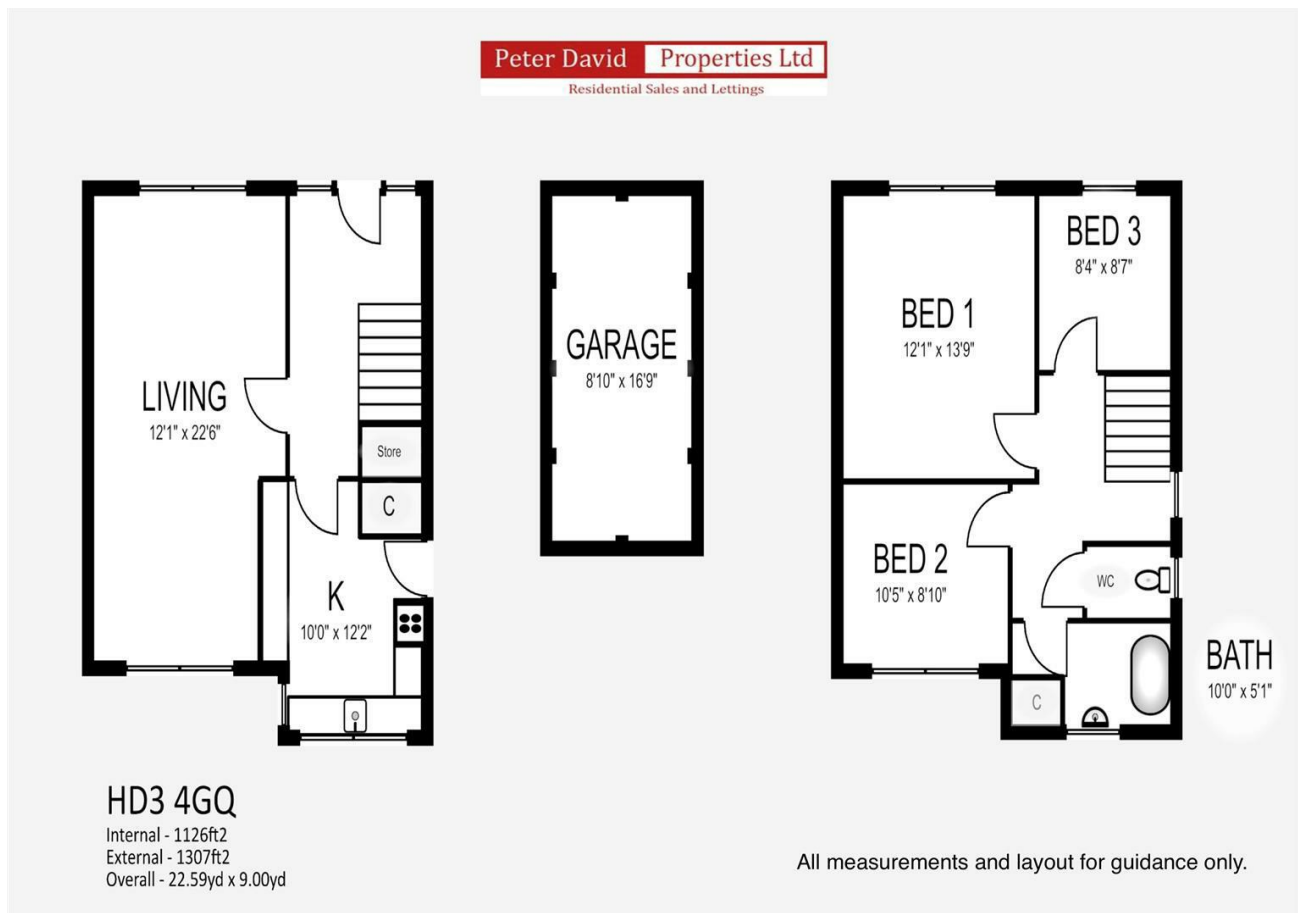 Peter David Properties Ltd
Residential Sales and Lettings
LIVING
12'1" x 22'6"
Store
C
K
10'0" x 12'2"
GARAGE
8'10" x 16'9"
BED 1
12'1" x 13'9"
BED 3
8'4" x 8'7"
BED 2
10'5" x 8'10"
WC
C
BATH
10'0" x 5'1"
HD3 4GQ
Internal - 1126ft2
External - 1307ft2
Overall - 22.59yd x 9.00yd
All measurements and layout for guidance only.